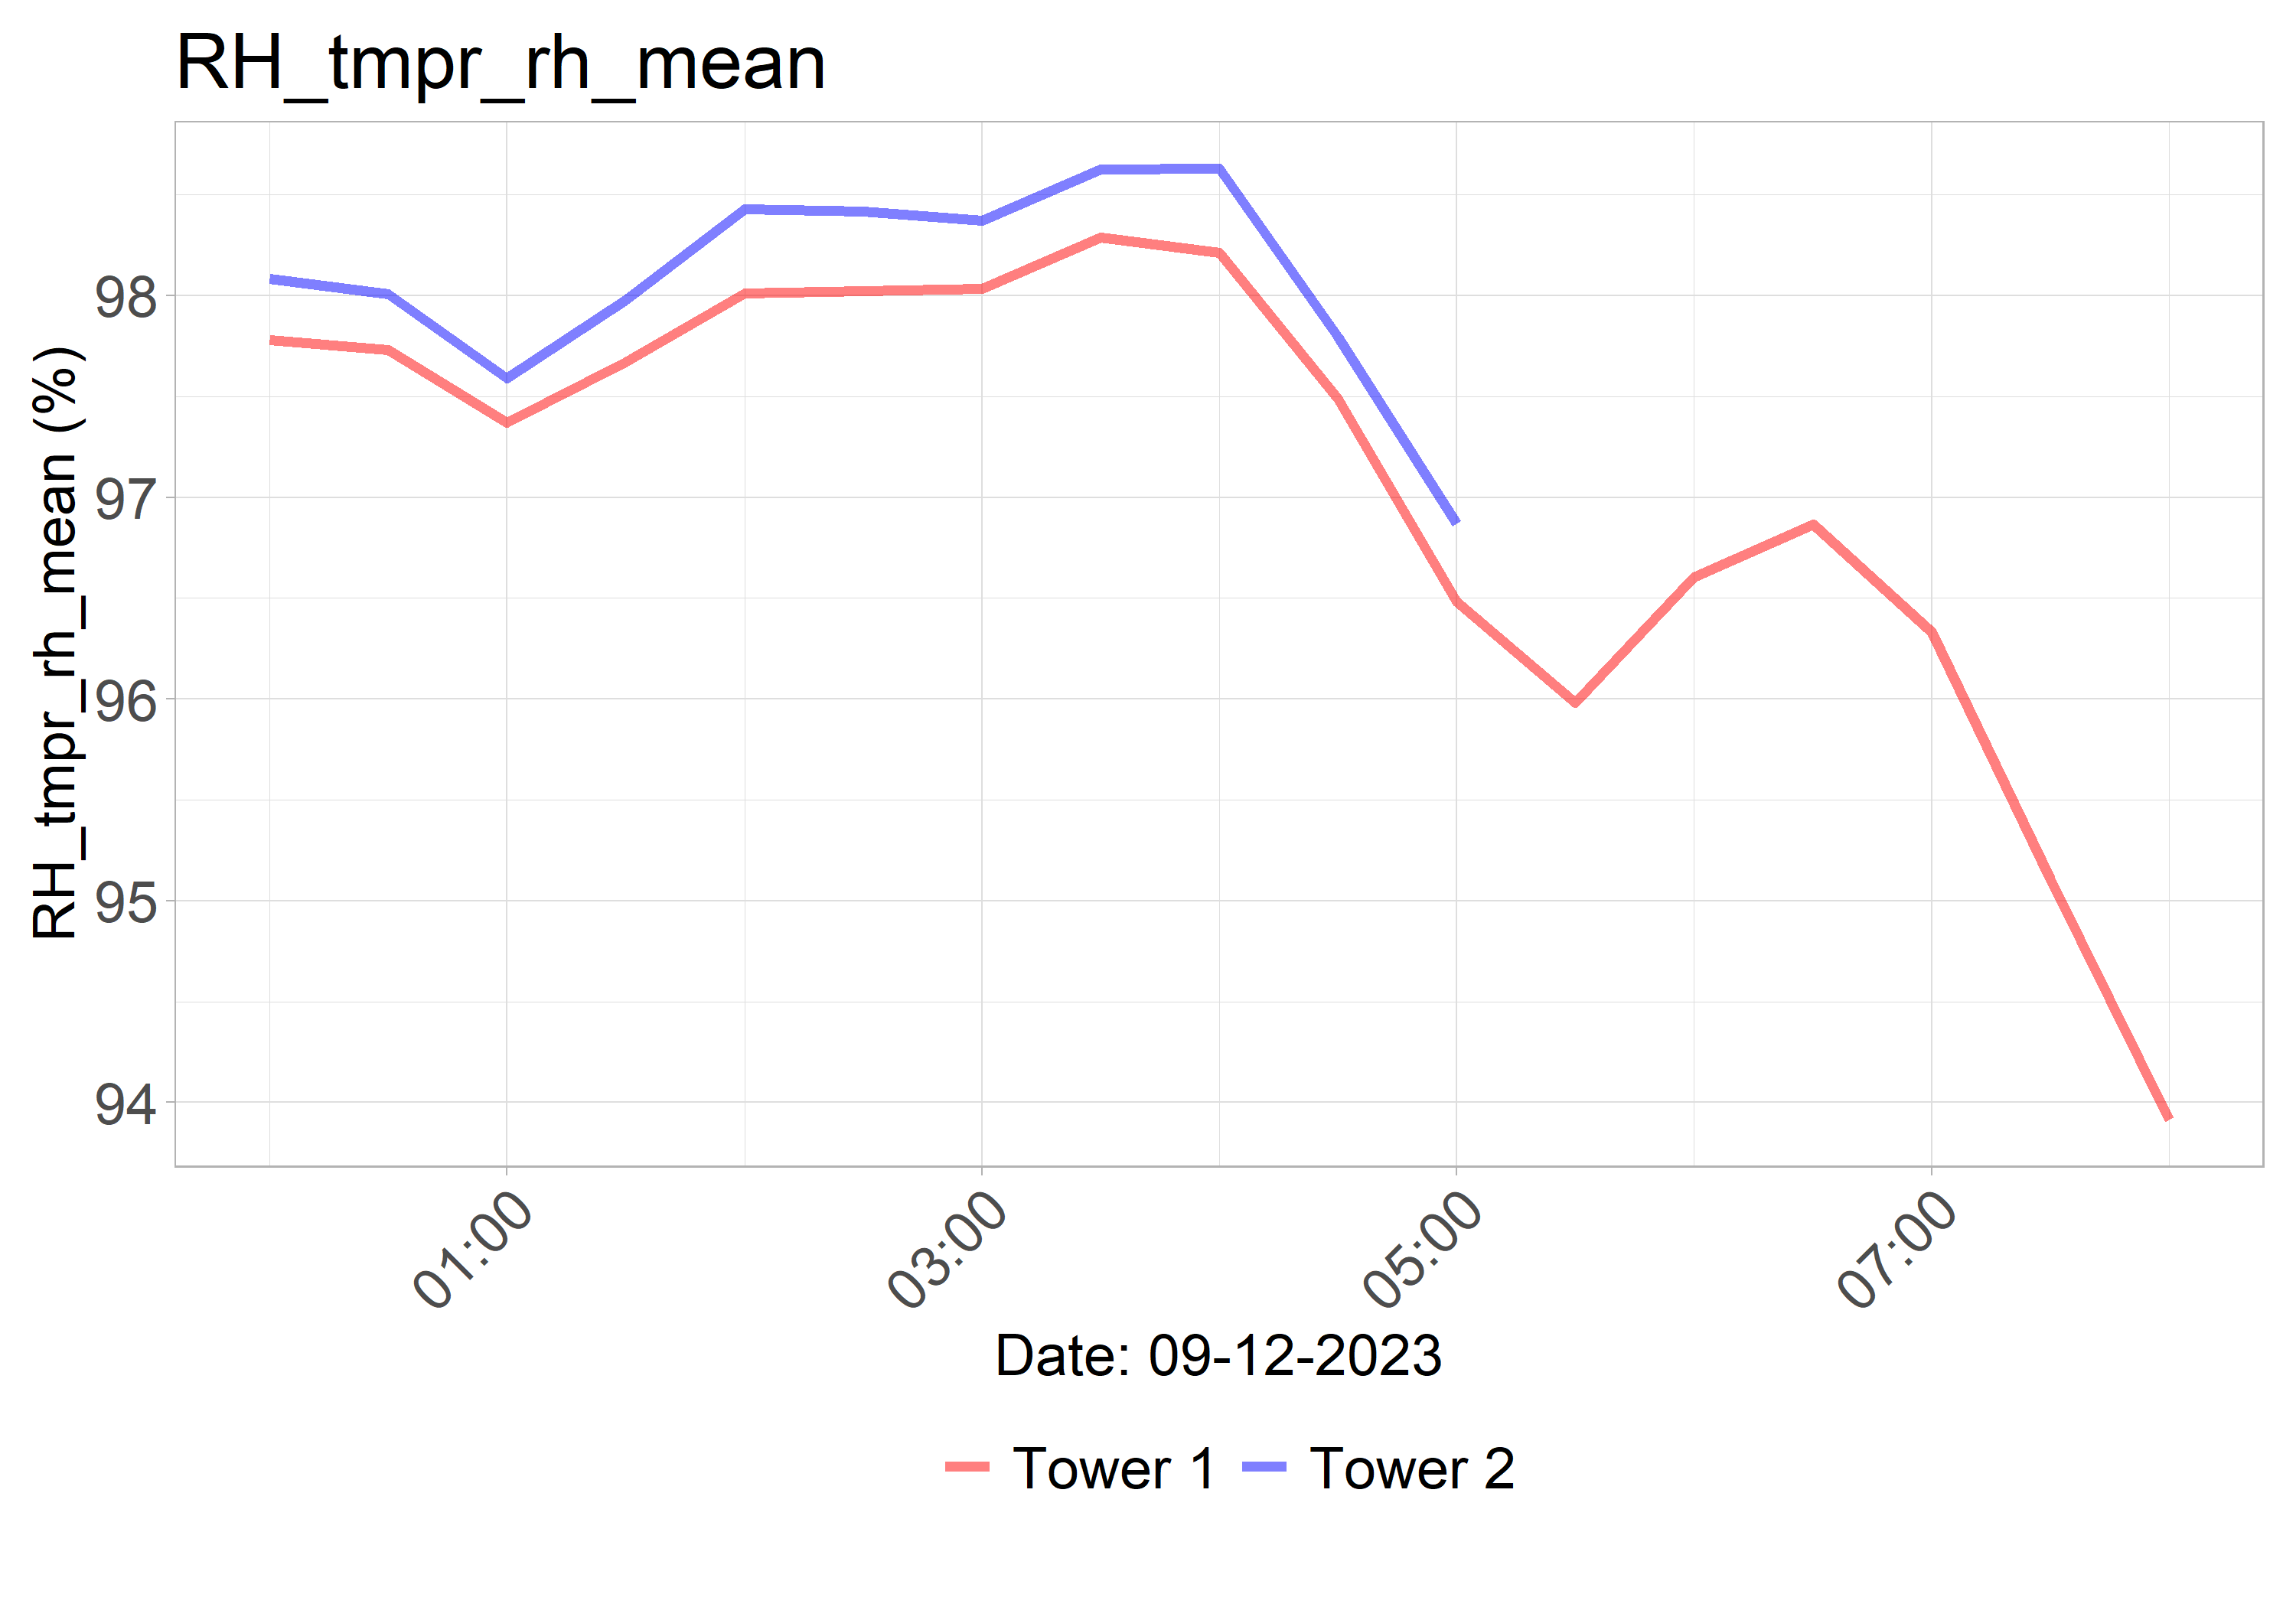 RH_tmpr_rh_mean
RH_tmpr_rh_mean (%)
98
97
96
95
94
01:00
03:00
05:00
07:00
Date: 09-12-2023
Tower 1
Tower 2